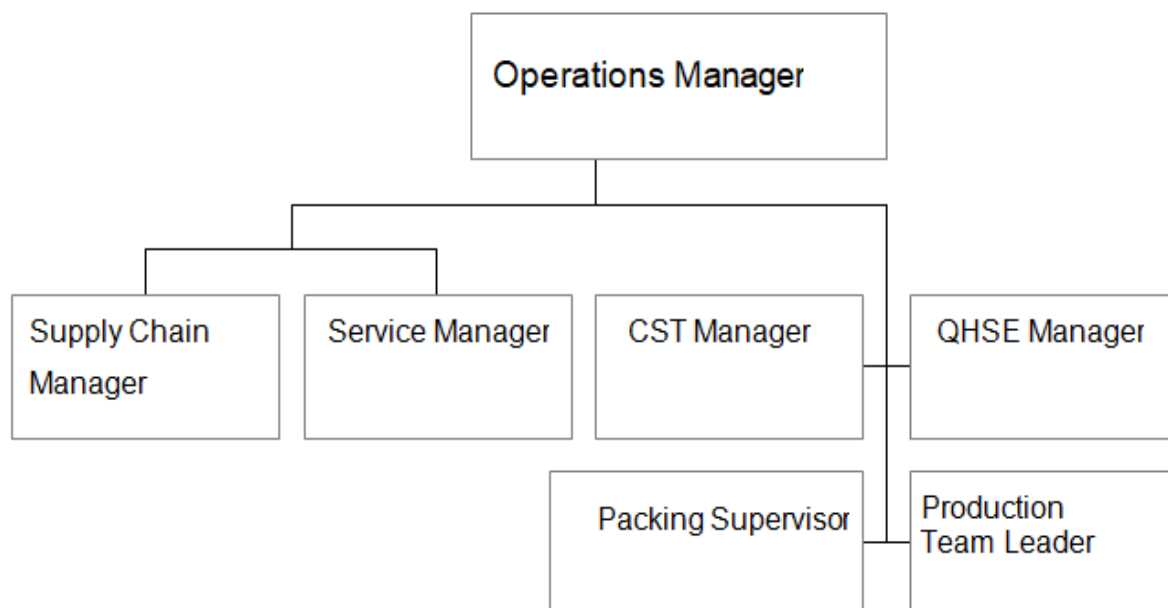 Operations Manager
Supply Chain
Manager
Service Manager
CST Manager
QHSE Manager
Packing Supervisor
Production
Team Leader